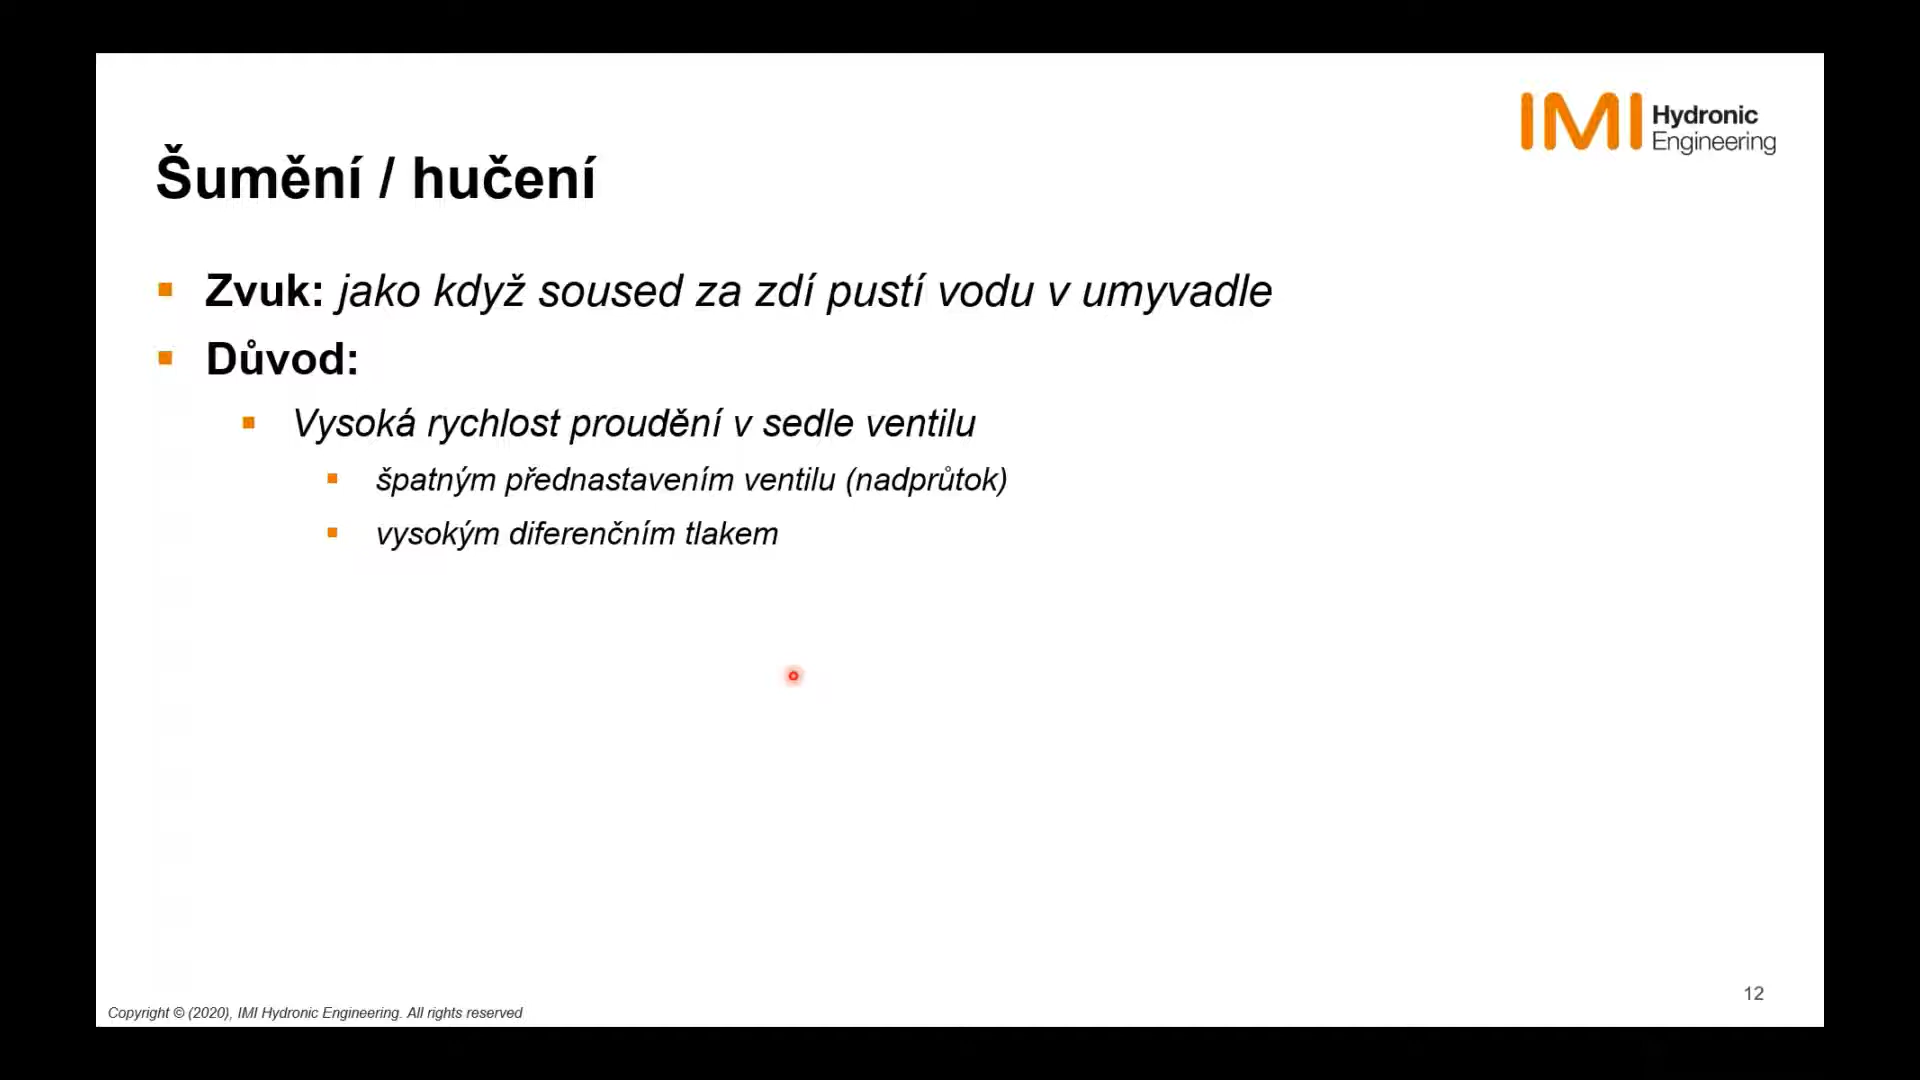 IMI Hydronic
Engineering
Šumění / hučení
Zvuk: jako když soused za zdí pustí vodu v umyvadle
Důvod:
Vysoká rychlost proudění v sedle ventilu
špatným přednastavením ventilu (nadprůtok)
vysokým diferenčním tlakem
12
Copyright © (2020), IMI Hydronic Engineering. All rights reserved